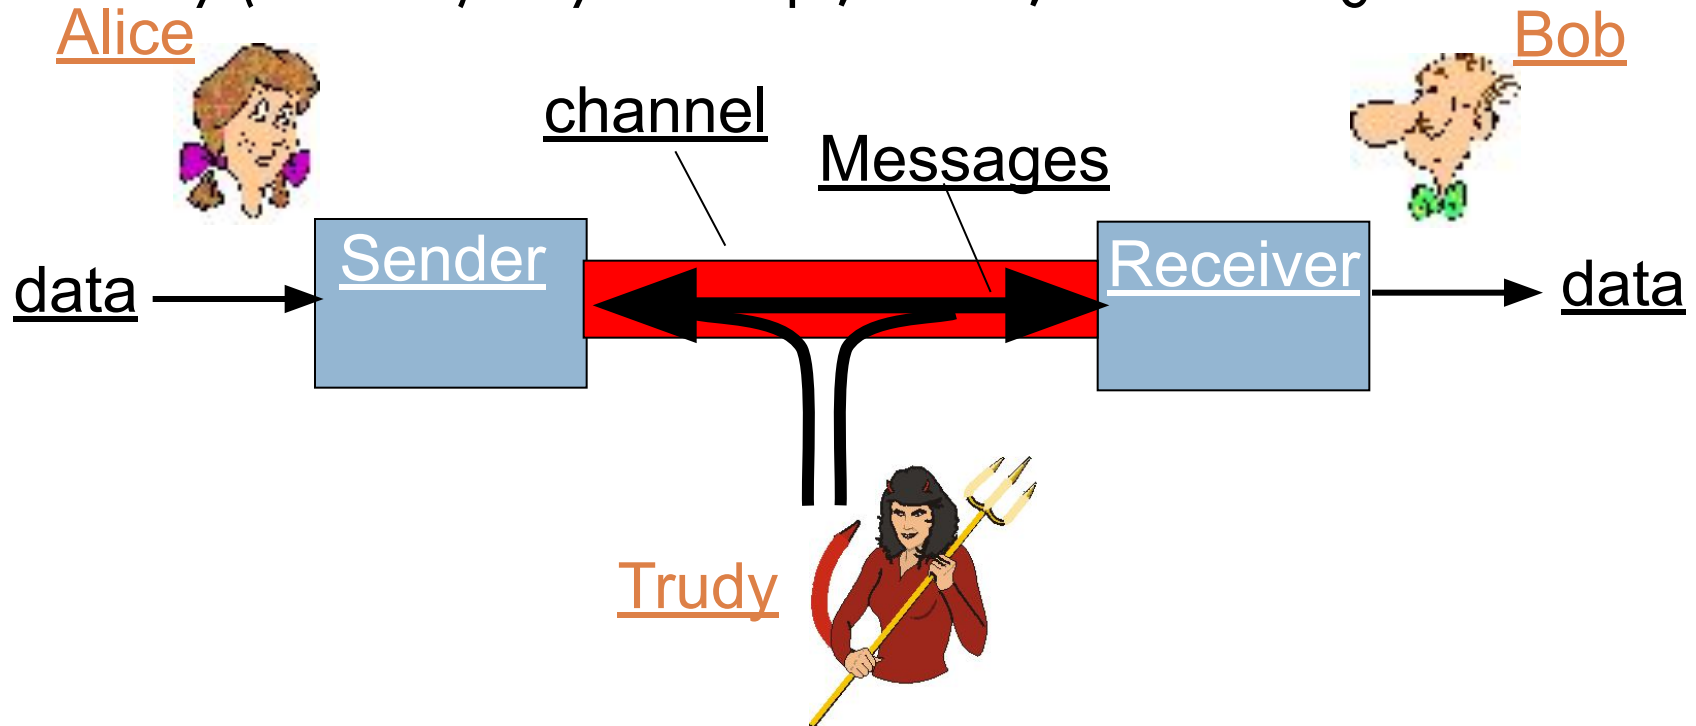 Alice
Bob
channel
Messages
Sender
Receiver
data
data
Trudy